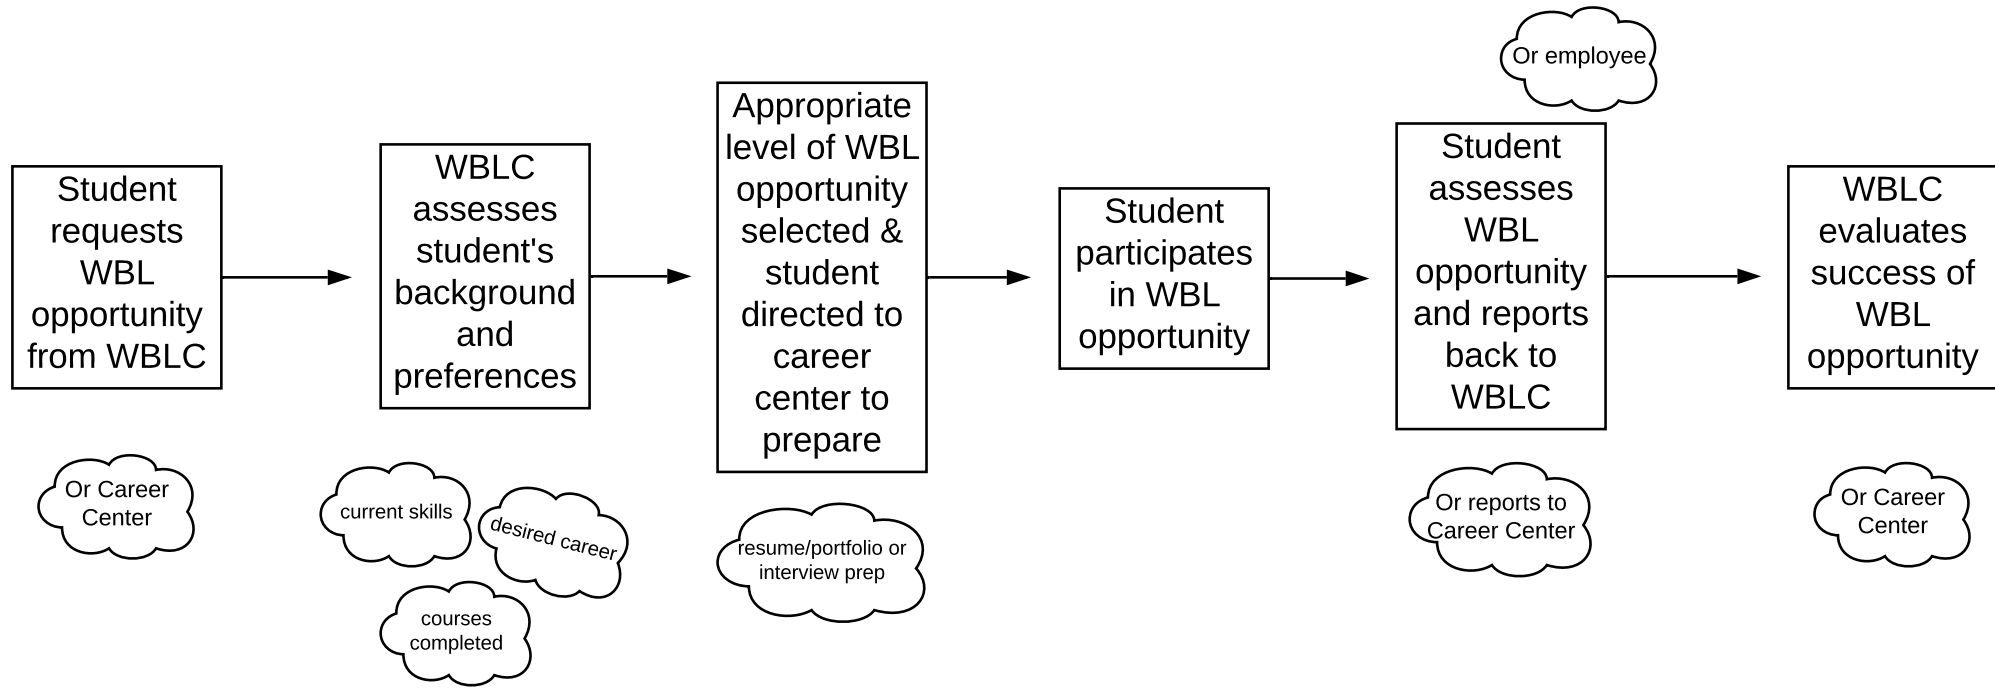 Or employee
Student
requests
WBL
opportunity
from WBLC
WBLC
assesses
student's
background
and
preferences
Appropriate
level of WBL
opportunity
selected &
student
directed to
career
center to
prepare
Student
participates
in WBL
opportunity
Student
assesses
WBL
opportunity
and reports
back to
WBLC
WBLC
evaluates
success of
WBL
opportunity
Or Career
Center
current skills
desired career
courses
completed
resume/portfolio or
interview prep
Or reports to
Career Center
Or Career
Center